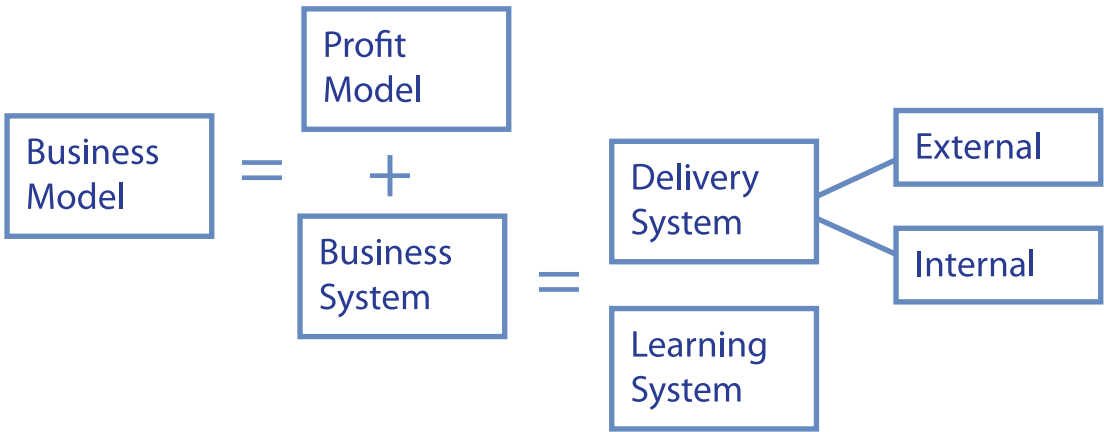 Business
Model
=
Profit
Model
+
Business
System
=
Delivery
System
External
Internal
Learning
System